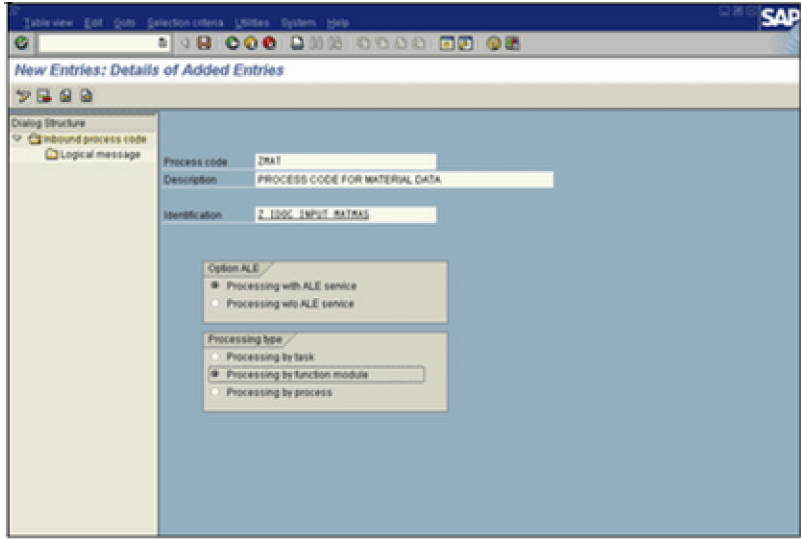 Table view Edit Goto Selection criteria Utilities System Help
SAP
New Entries: Details of Added Entries
Dialog Structure
Inbound process code
Logical message
Process code ZMAT
Description PROCESS CODE FOR MATERIAL DATA
Identification Z_IDOC_INPUT_MATMAS
Option ALE
Processing with ALE service
Processing w/o ALE service
Processing type
Processing by task
Processing by function module
Processing by process